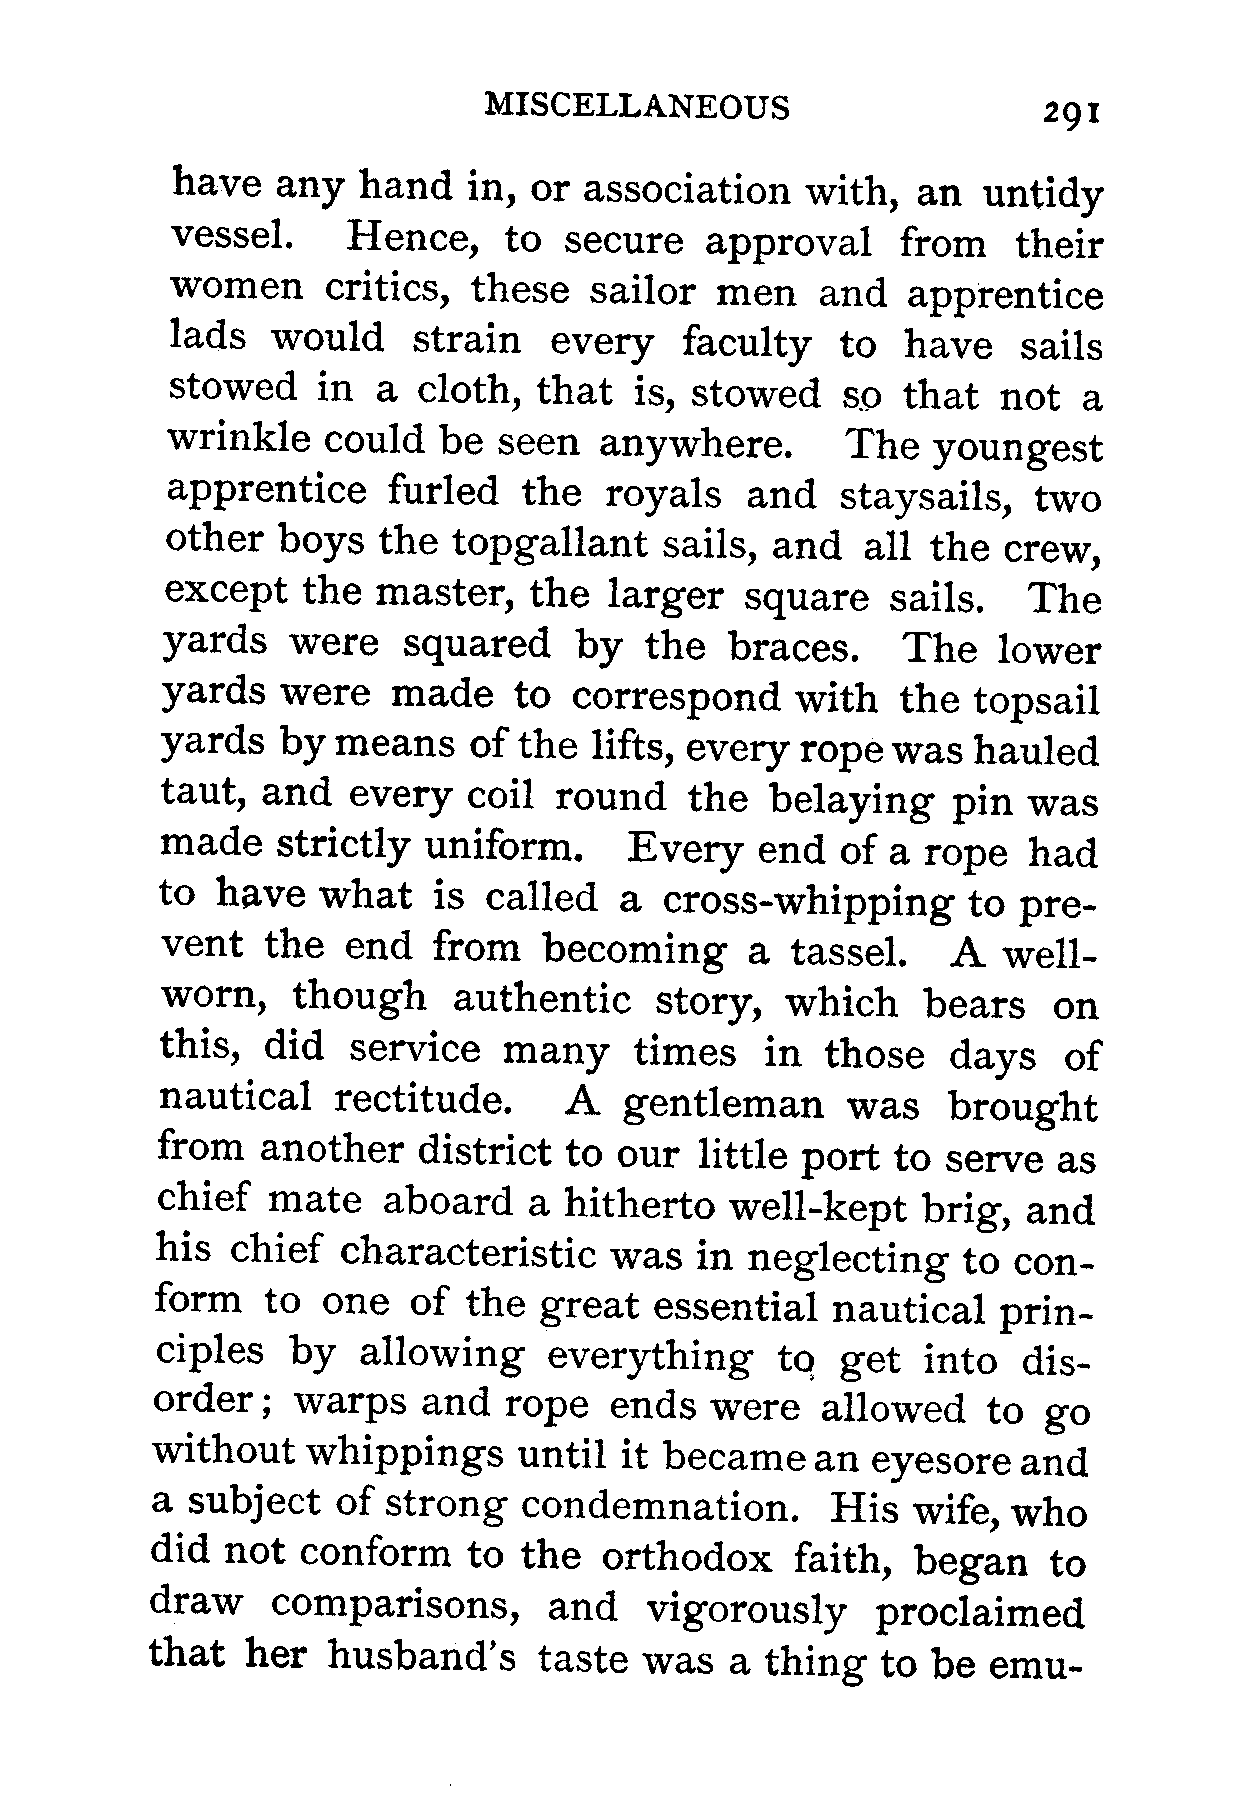 MISCELLANEOUS 291
have any hand in, or association with, an untidy
vessel. Hence, to secure approval from their
women critics, these sailor men and apprentice
lads would strain every faculty to have sails
stowed in a cloth, that is, stowed so that not a
wrinkle could be seen anywhere. The youngest
apprentice furled the royals and staysails, two
other boys the topgallant sails, and all the crew,
except the master, the larger square sails. The
yards were squared by the braces. The lower
yards were made to correspond with the topsail
yards by means of the lifts, every rope was hauled
taut, and every coil round the belaying pin was
made strictly uniform. Every end of a rope had
to have what is called a cross-whipping to pre-
vent the end from becoming a tassel. A well-
worn, though authentic story, which bears on
this, did service many times in those days of
nautical rectitude. A gentleman was brought
from another district to our little port to serve as
chief mate aboard a hitherto well-kept brig, and
his chief characteristic was in neglecting to con-
form to one of the great essential nautical prin-
ciples by allowing everything to get into dis-
order; warps and rope ends were allowed to go
without whippings until it became an eyesore and
a subject of strong condemnation. His wife, who
did not conform to the orthodox faith, began to
draw comparisons, and vigorously proclaimed
that her husband's taste was a thing to be emu-